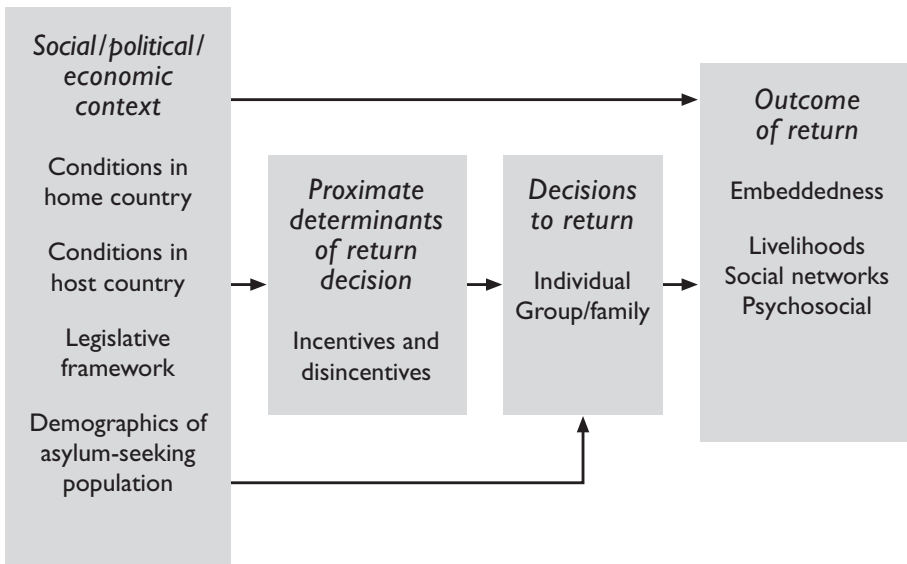 Social/political/
economic
context
Conditions in
home country
Conditions in
host country
Legislative
framework
Demographics of
asylum-seeking
population
Proximate
determinants
of return
decision
Incentives and
disincentives
Decisions
to return
Individual
Group/family
Outcome
of return
Embeddedness
Livelihoods
Social networks
Psychosocial